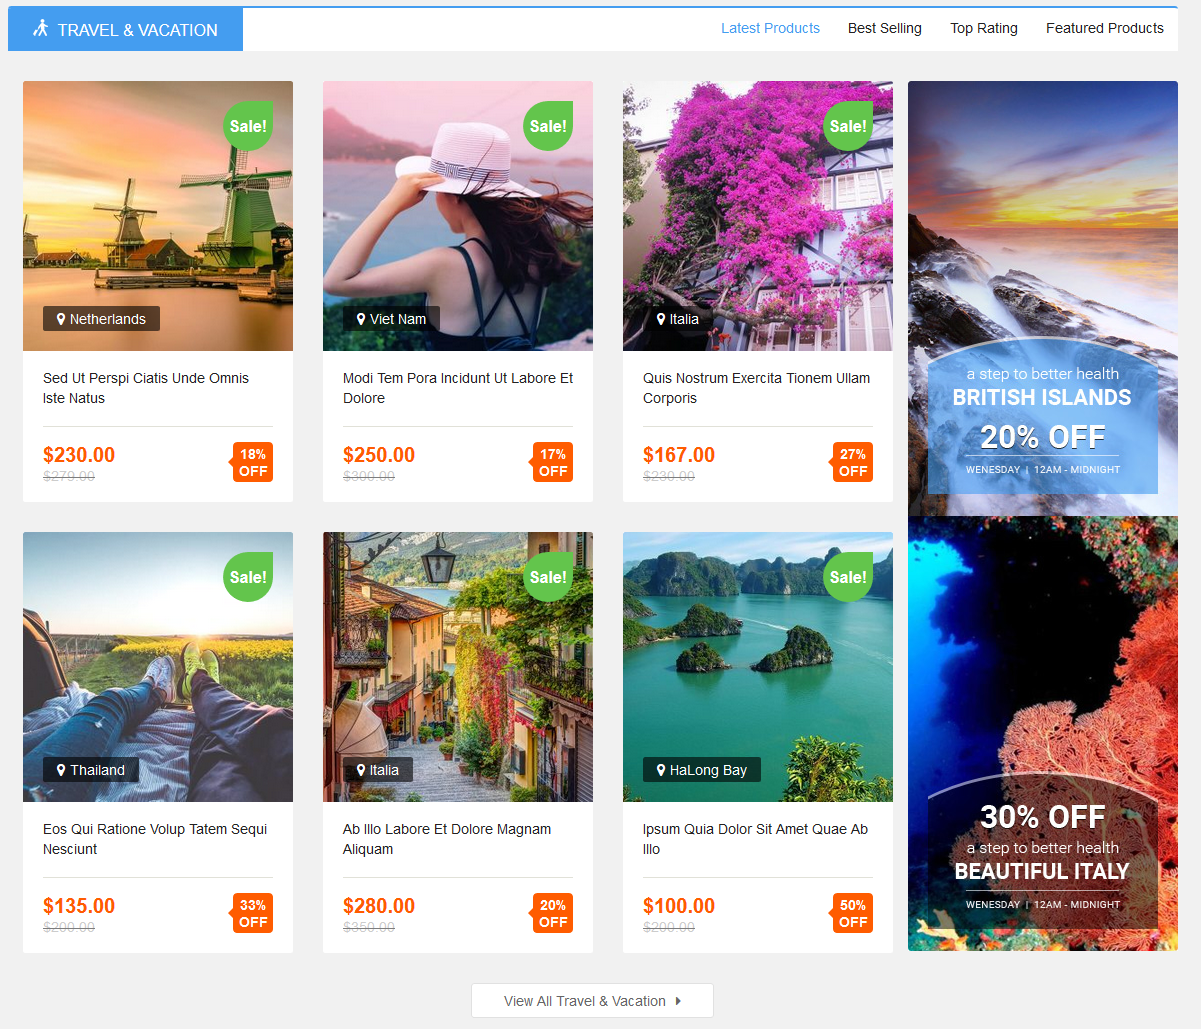 TRAVEL & VACATION
Latest Products
Best Selling
Top Rating
Featured Products
Sale!
Netherlands
Sed Ut Perspi Ciatis Unde Omnis
Iste Natus
$230.00
$279.00
18%
OFF
Sale!
Viet Nam
Modi Tem Pora Incidunt Ut Labore Et
Dolore
$250.00
$300.00
17%
OFF
Sale!
Italia
Quis Nostrum Exercita Tionem Ullam
Corporis
$167.00
$230.00
27%
OFF
a step to better health
BRITISH ISLANDS
20% OFF
WENESDAY | 12AM - MIDNIGHT
Sale!
Thailand
Eos Qui Ratione Volup Tatem Sequi
Nesciunt
$135.00
$200.00
33%
OFF
Sale!
Italia
Ab Illo Labore Et Dolore Magnam
Aliquam
$280.00
$350.00
20%
OFF
Sale!
HaLong Bay
Ipsum Quia Dolor Sit Amet Quae Ab
Illo
$100.00
$200.00
50%
OFF
30% OFF
a step to better health
BEAUTIFUL ITALY
WENESDAY | 12AM - MIDNIGHT
View All Travel & Vacation